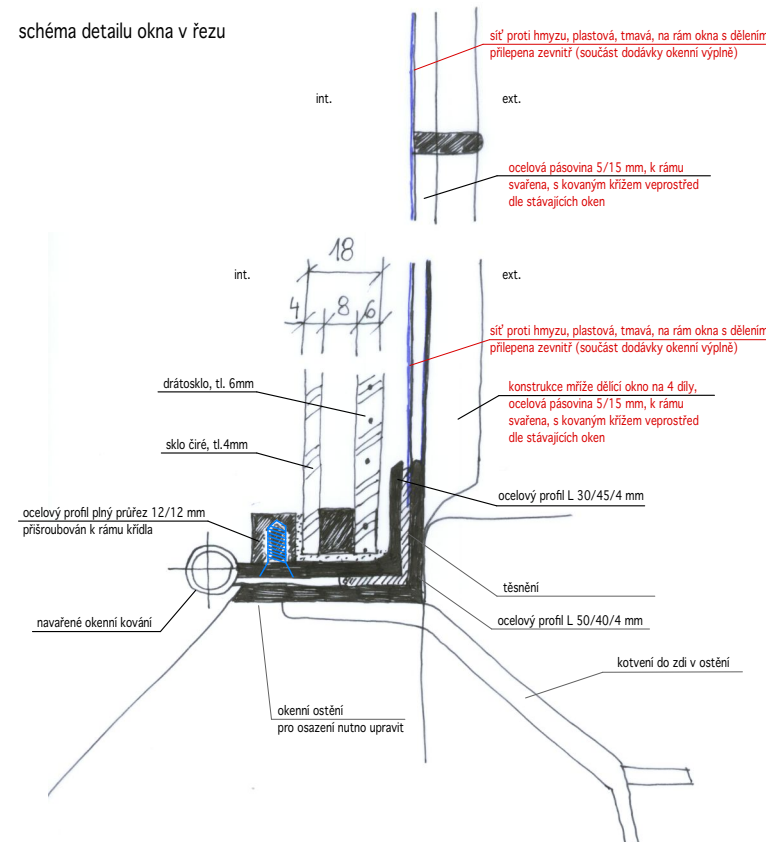 schéma detailu okna v řezu
síť proti hmyzu, plastová, tmavá, na rám okna s dělením
přilepena zevnitř (součást dodávky okenní výplně)
int.
ext.
ocelová pásovina 5/15 mm, k rámu
svařena, s kovaným křížem veprostřed
dle stávajících oken
18
int.
ext.
4
8
6
síť proti hmyzu, plastová, tmavá, na rám okna s dělením
přilepena zevnitř (součást dodávky okenní výplně)
drátosklo, tl. 6mm
konstrukce mříže dělící okno na 4 díly,
ocelová pásovina 5/15 mm, k rámu
svařena, s kovaným křížem veprostřed
dle stávajících oken
sklo čiré, tl.4mm
ocelový profil L 30/45/4 mm
ocelový profil plný průřez 12/12 mm
přišroubován k rámu křídla
těsnění
navařené okenní kování
ocelový profil L 50/40/4 mm
kotvení do zdi v ostění
okenní ostění
pro osazení nutno upravit